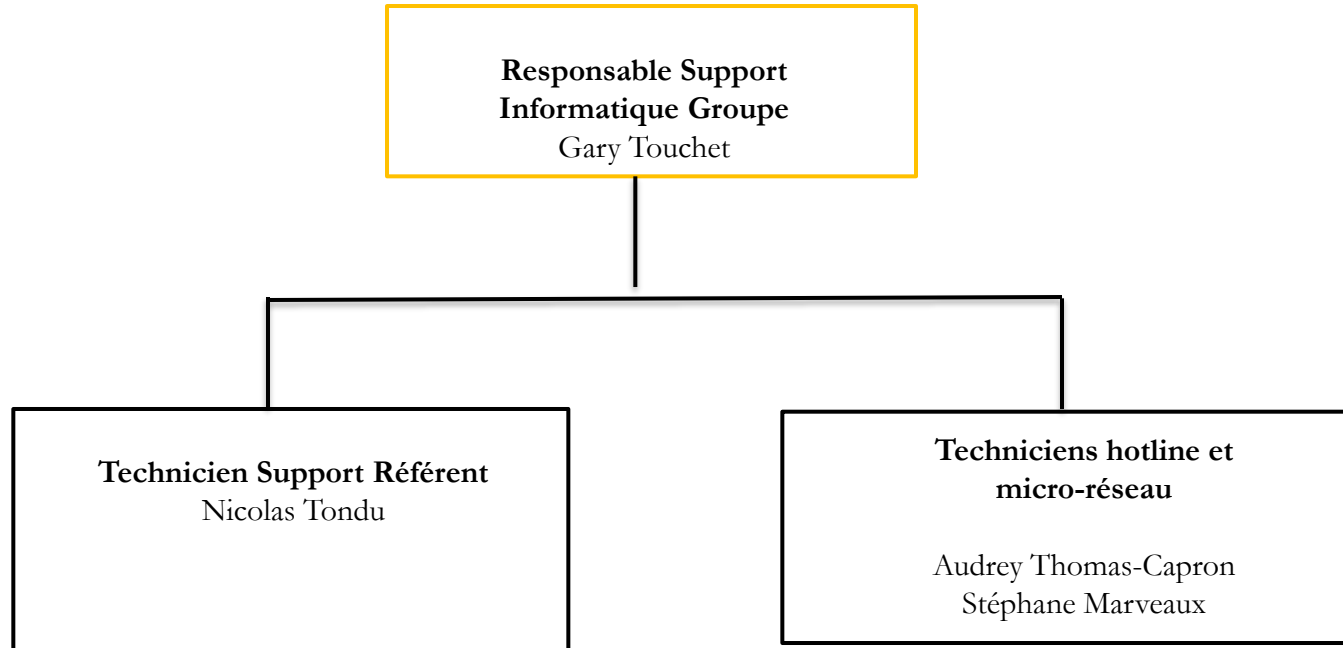 Responsable Support
Informatique Groupe
Gary Touchet
Technicien Support Référent
Nicolas Tondu
Techniciens hotline et
micro-réseau
Audrey Thomas-Capron
Stéphane Marveaux